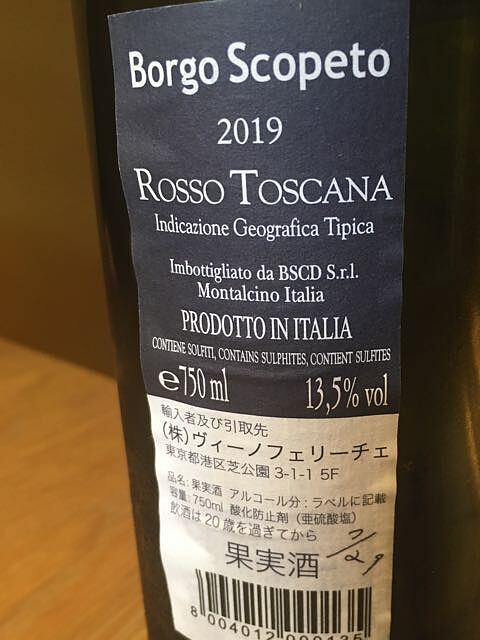 Borgo Scopeto
2019
ROSSO TOSCANA
Indicazione Geografica Tipica
Imbottigliato da BSCD S.r.l.
Montalcino Italia
PRODOTTO IN ITALIA
CONTIENE SOLFITI, CONTAINS SULPHITES, CONTIENT SULFITES
℮750 ml 13,5% vol
輸入者及び引取先
(株)ヴィーノフェリーチェ
東京都港区芝公園 3-1-1 5F
品名: 果実酒 アルコール分 : ラベルに記載
容量: 750ml 酸化防止剤 (亜硫酸塩)
飲酒は20歳を過ぎてから
果実酒
8 004012